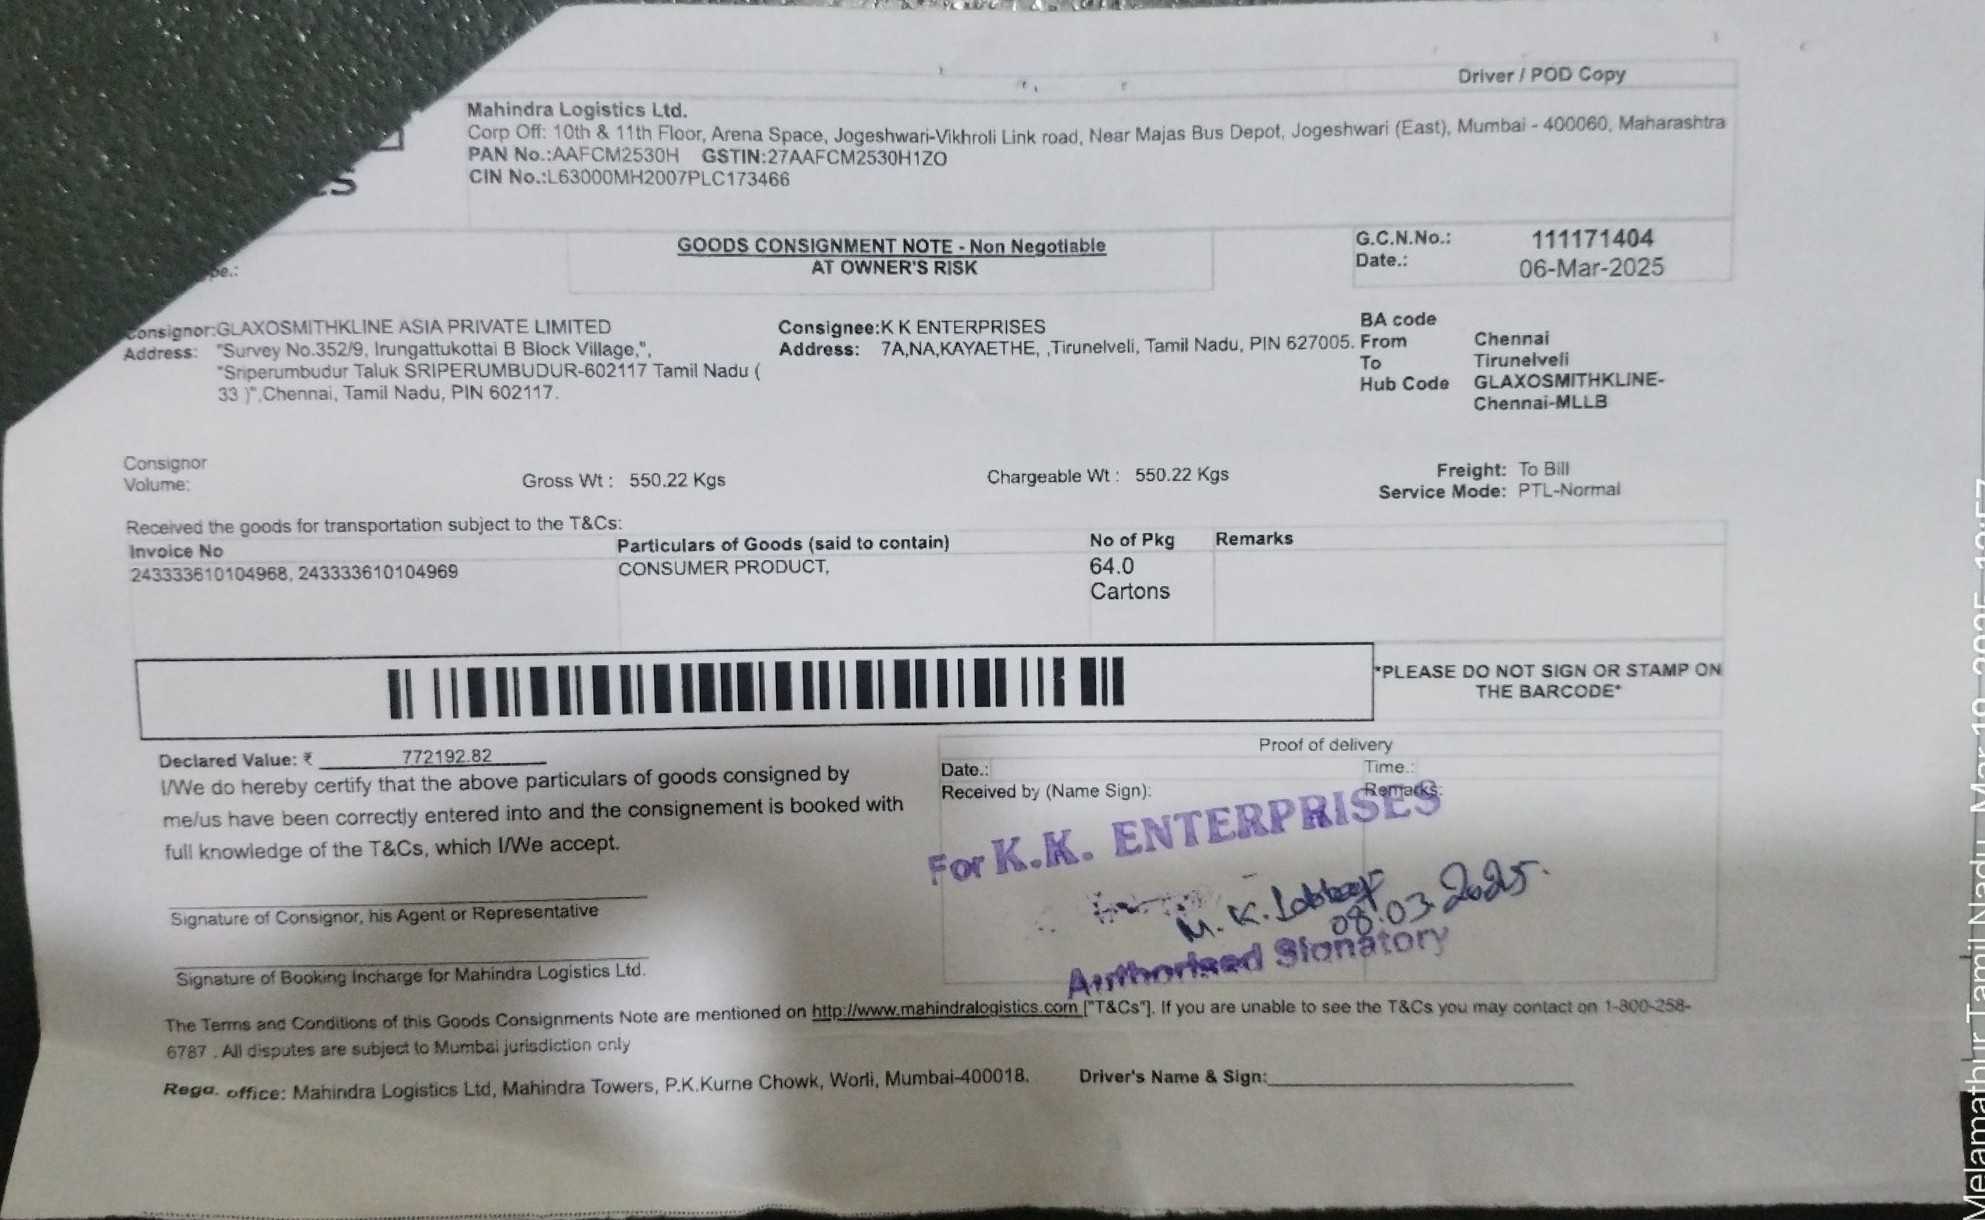 Driver / POD Copy
Mahindra Logistics Ltd.
Corp Off: 10th & 11th Floor, Arena Space, Jogeshwari-Vikhroli Link road, Near Majas Bus Depot, Jogeshwari (East), Mumbai - 400060, Maharashtra
PAN No.:AAFCM2530H GSTIN:27AAFCM2530H1ZO
CIN No.:L63000MH2007PLC173466
GOODS CONSIGNMENT NOTE - Non Negotiable
AT OWNER'S RISK
G.C.N.No.: 111171404
Date.: 06-Mar-2025
Consignor:GLAXOSMITHKLINE ASIA PRIVATE LIMITED
Address: "Survey No.352/9, Irungattukottai B Block Village,",
"Sriperumbudur Taluk SRIPERUMBUDUR-602117 Tamil Nadu (
33 )",Chennai, Tamil Nadu, PIN 602117.
Consignee:K K ENTERPRISES
Address: 7A,NA,KAYAETHE, ,Tirunelveli, Tamil Nadu, PIN 627005.
BA code
From Chennai
To Tirunelveli
Hub Code GLAXOSMITHKLINE-
Chennai-MLLB
Consignor
Volume:
Gross Wt : 550.22 Kgs
Chargeable Wt : 550.22 Kgs
Freight: To Bill
Service Mode: PTL-Normal
Received the goods for transportation subject to the T&Cs:
Invoice No Particulars of Goods (said to contain) No of Pkg Remarks
243333610104968, 243333610104969 CONSUMER PRODUCT, 64.0
Cartons
*PLEASE DO NOT SIGN OR STAMP ON
THE BARCODE*
Declared Value: ₹ 772192.82
I/We do hereby certify that the above particulars of goods consigned by
me/us have been correctly entered into and the consignement is booked with
full knowledge of the T&Cs, which I/We accept.
Signature of Consignor, his Agent or Representative
Signature of Booking Incharge for Mahindra Logistics Ltd.
Proof of delivery
Date.: Time.:
Received by (Name Sign): Remarks:
For K.K. ENTERPRISES
M. K.
08.03.2025.
Authorised Signatory
The Terms and Conditions of this Goods Consignments Note are mentioned on http://www.mahindralogistics.com ["T&Cs"]. If you are unable to see the T&Cs you may contact on 1-800-258-
6787 . All disputes are subject to Mumbai jurisdiction only
Regd. office: Mahindra Logistics Ltd, Mahindra Towers, P.K.Kurne Chowk, Worli, Mumbai-400018.
Driver's Name & Sign:
Melamathur Tamil Nadu